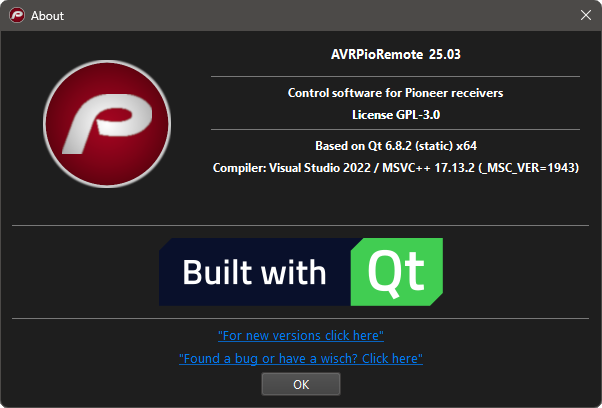 About
AVRPioRemote 25.03
Control software for Pioneer receivers
License GPL-3.0
Based on Qt 6.8.2 (static) x64
Compiler: Visual Studio 2022 / MSVC++ 17.13.2 (_MSC_VER=1943)
Built with Qt
"For new versions click here"
"Found a bug or have a wisch? Click here"
OK